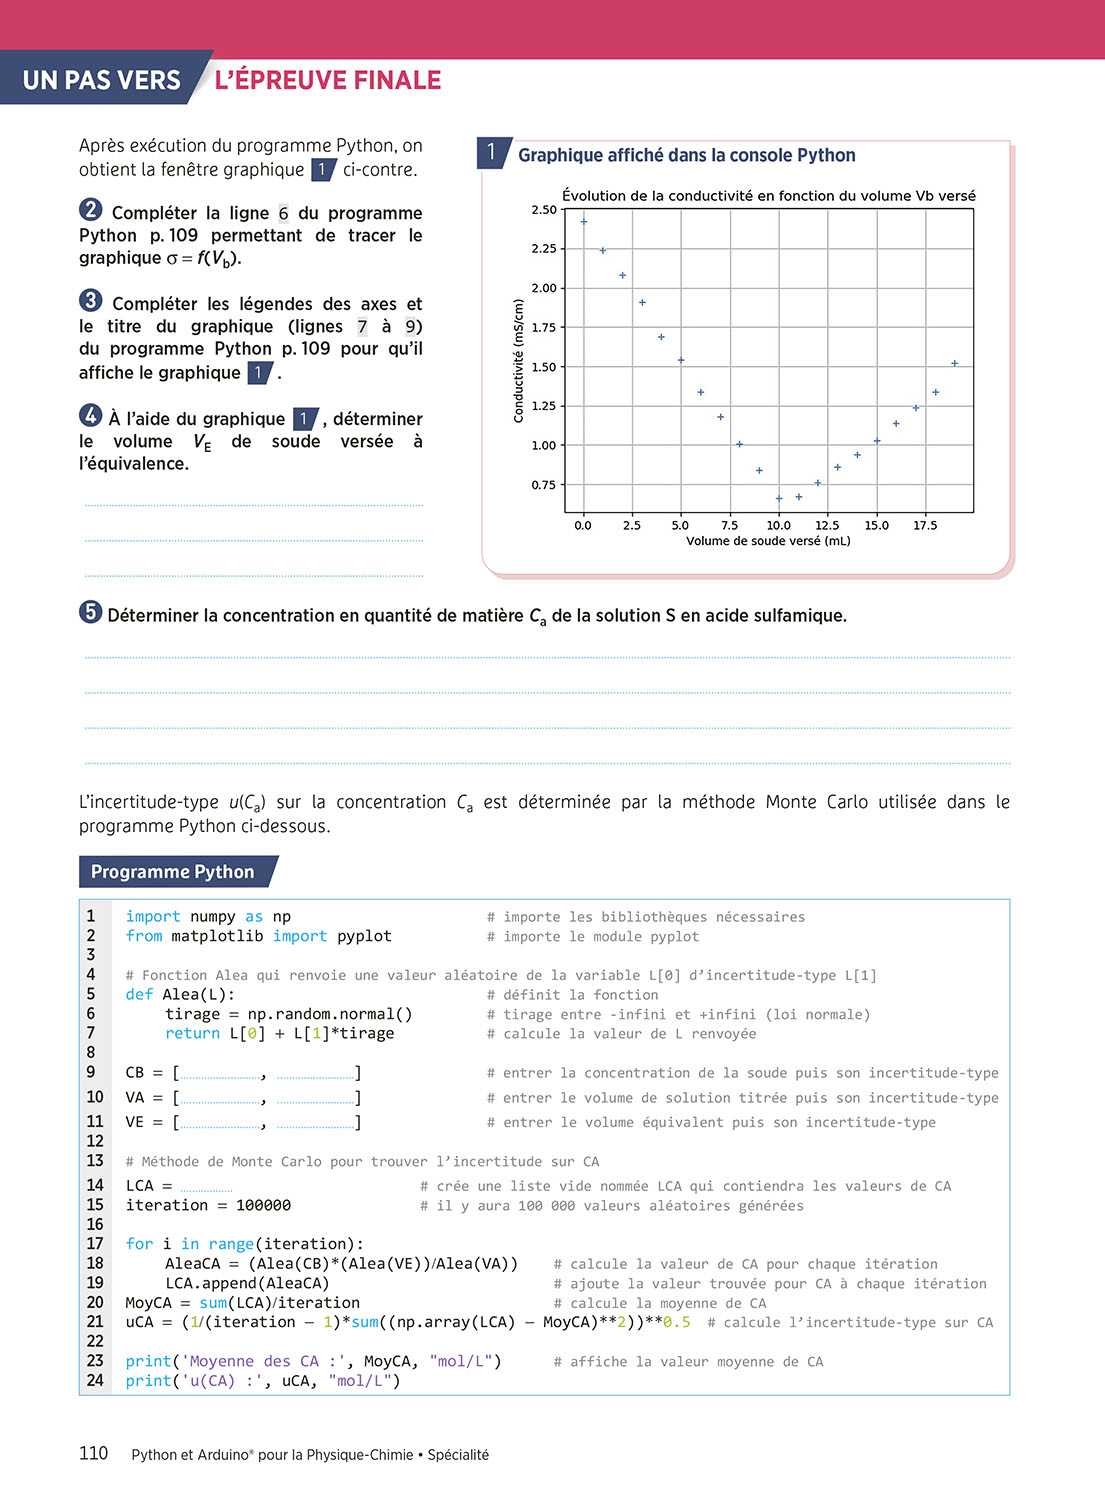 UN PAS VERS L'ÉPREUVE FINALE
Après exécution du programme Python, on
obtient la fenêtre graphique 1 ci-contre.
2 Compléter la ligne 6 du programme
Python p. 109 permettant de tracer le
graphique σ = f(Vb).
3 Compléter les légendes des axes et
le titre du graphique (lignes 7 à 9)
du programme Python p. 109 pour qu'il
affiche le graphique 1 .
4 À l'aide du graphique 1 , déterminer
le volume VE de soude versée à
l'équivalence.
1 Graphique affiché dans la console Python
Évolution de la conductivité en fonction du volume Vb versé
Conductivité (mS/cm)
2.50
2.25
2.00
1.75
1.50
1.25
1.00
0.75
0.0 2.5 5.0 7.5 10.0 12.5 15.0 17.5
Volume de soude versé (mL)
5 Déterminer la concentration en quantité de matière Ca de la solution S en acide sulfamique.
L'incertitude-type u(Ca) sur la concentration Ca est déterminée par la méthode Monte Carlo utilisée dans le
programme Python ci-dessous.
Programme Python
1 import numpy as np # importe les bibliothèques nécessaires
2 from matplotlib import pyplot # importe le module pyplot
3
4 # Fonction Alea qui renvoie une valeur aléatoire de la variable L[0] d'incertitude-type L[1]
5 def Alea(L): # définit la fonction
6 tirage = np.random.normal() # tirage entre -infini et +infini (loi normale)
7 return L[0] + L[1]*tirage # calcule la valeur de L renvoyée
8
9 CB = [ , ] # entrer la concentration de la soude puis son incertitude-type
10 VA = [ , ] # entrer le volume de solution titrée puis son incertitude-type
11 VE = [ , ] # entrer le volume équivalent puis son incertitude-type
12
13 # Méthode de Monte Carlo pour trouver l'incertitude sur CA
14 LCA = # crée une liste vide nommée LCA qui contiendra les valeurs de CA
15 iteration = 100000 # il y aura 100 000 valeurs aléatoires générées
16
17 for i in range(iteration):
18 AleaCA = (Alea(CB)*(Alea(VE))/Alea(VA)) # calcule la valeur de CA pour chaque itération
19 LCA.append(AleaCA) # ajoute la valeur trouvée pour CA à chaque itération
20 MoyCA = sum(LCA)/iteration # calcule la moyenne de CA
21 uCA = (1/(iteration – 1)*sum((np.array(LCA) – MoyCA)**2))**0.5 # calcule l'incertitude-type sur CA
22
23 print('Moyenne des CA :', MoyCA, "mol/L") # affiche la valeur moyenne de CA
24 print('u(CA) :', uCA, "mol/L")
110 Python et Arduino® pour la Physique-Chimie • Spécialité